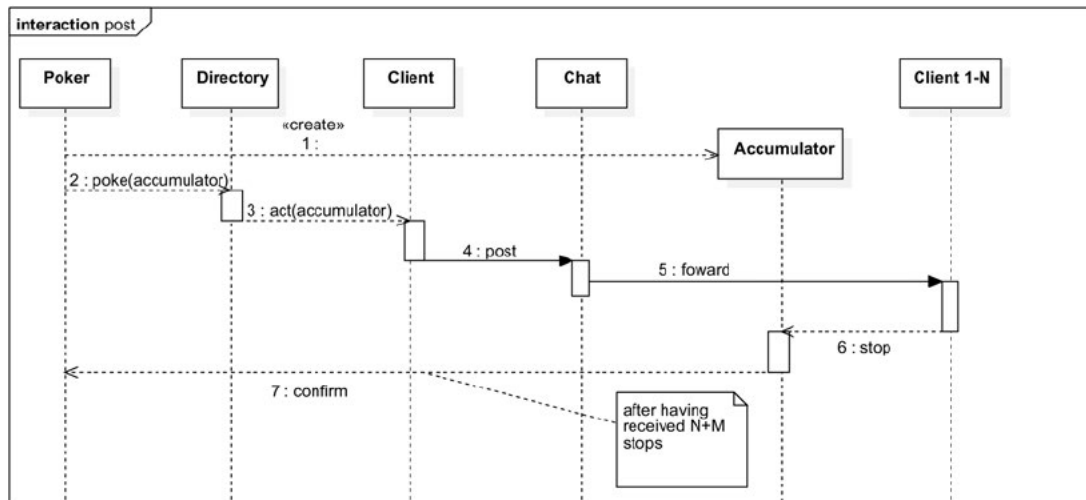 interaction post
Poker
Directory
Client
Chat
Client 1-N
«create»
1 :
Accumulator
2 : poke(accumulator)
3 : act(accumulator)
4 : post
5 : foward
6 : stop
7 : confirm
after having
received N+M
stops